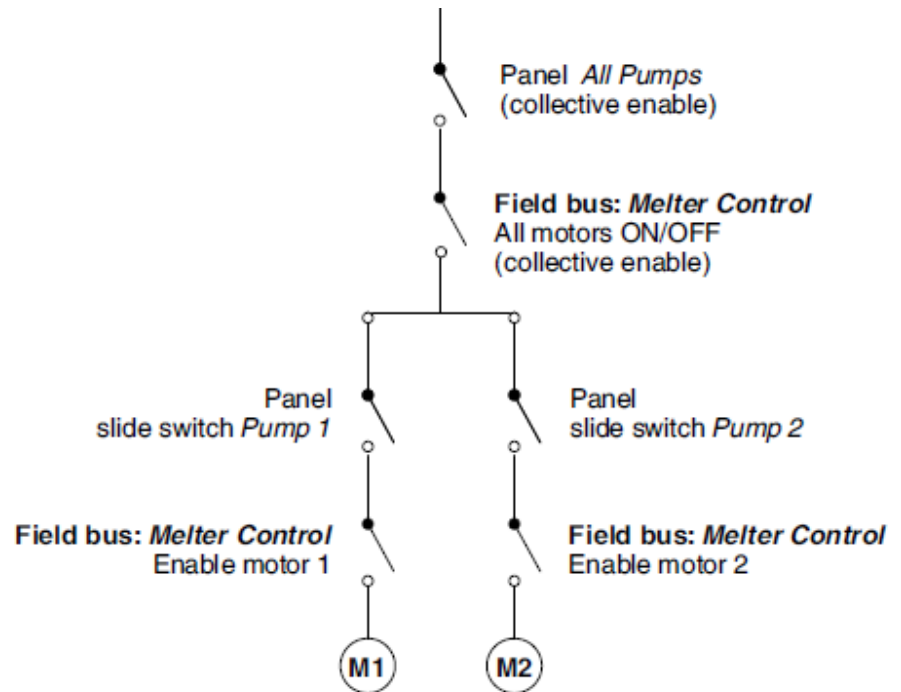 Panel All Pumps
(collective enable)
Field bus: Melter Control
All motors ON/OFF
(collective enable)
Panel
slide switch Pump 1
Panel
slide switch Pump 2
Field bus: Melter Control
Enable motor 1
Field bus: Melter Control
Enable motor 2
M1
M2